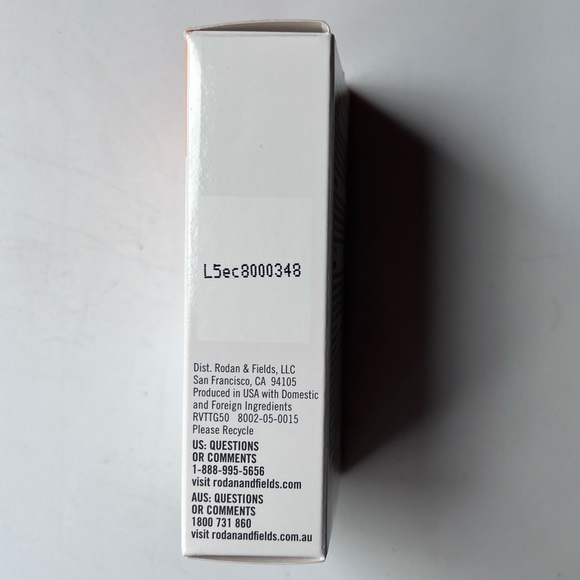 L5ec8000348
Dist. Rodan & Fields, LLC
San Francisco, CA 94105
Produced in USA with Domestic
and Foreign Ingredients
RVTTG50 8002-05-0015
Please Recycle
US: QUESTIONS
OR COMMENTS
1-888-995-5656
visit rodanandfields.com
AUS: QUESTIONS
OR COMMENTS
1800 731 860
visit rodanandfields.com.au